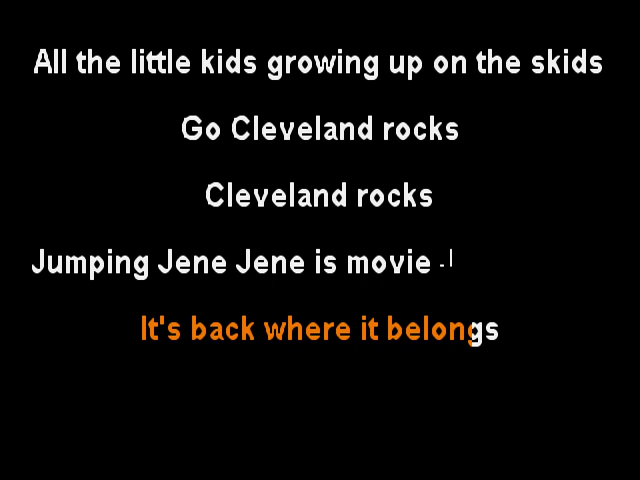 All the little kids growing up on the skids
Go Cleveland rocks
Cleveland rocks
Jumping Jene Jene is movie -
It's back where it belongs